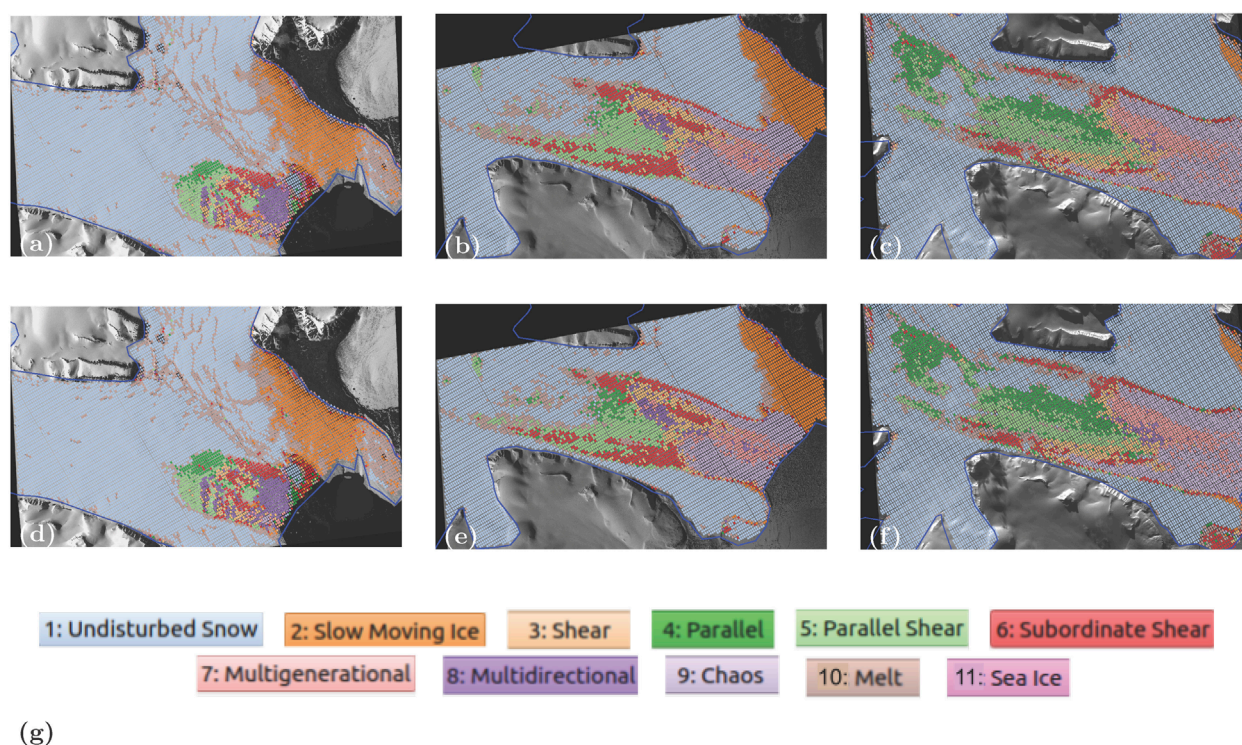 (a)
(b)
(c)
(d)
(e)
(f)
1: Undisturbed Snow 2: Slow Moving Ice 3: Shear 4: Parallel 5: Parallel Shear 6: Subordinate Shear
7: Multigenerational 8: Multidirectional 9: Chaos 10: Melt 11: Sea Ice
(g)